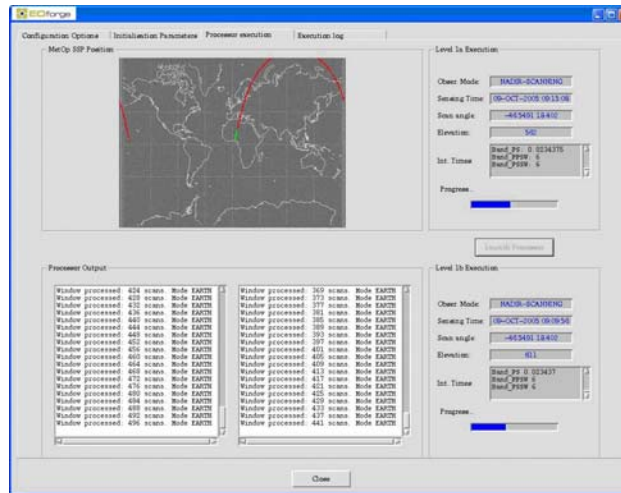 EOforge
Configuration Options
Initialisation Parameters
Processor execution
Execution log
MetOp SSP Position
Level 1a Execution
Obser Mode:
NADIR-SCANNING
Sensing Time:
09-OCT-2005 09:15:08
Scan angle:
Elevation:
562
Int. Times
Band_PS: 0.0234375
Band_PPSW: 6
Band_PSSW: 6
Progress...
Launch Processor
Processor Output
Window processed: 424 scans. Mode EARTH
Window processed: 428 scans. Mode EARTH
Window processed: 432 scans. Mode EARTH
Window processed: 436 scans. Mode EARTH
Window processed: 440 scans. Mode EARTH
Window processed: 444 scans. Mode EARTH
Window processed: 448 scans. Mode EARTH
Window processed: 452 scans. Mode EARTH
Window processed: 456 scans. Mode EARTH
Window processed: 460 scans. Mode EARTH
Window processed: 464 scans. Mode EARTH
Window processed: 468 scans. Mode EARTH
Window processed: 472 scans. Mode EARTH
Window processed: 476 scans. Mode EARTH
Window processed: 480 scans. Mode EARTH
Window processed: 484 scans. Mode EARTH
Window processed: 488 scans. Mode EARTH
Window processed: 492 scans. Mode EARTH
Window processed: 496 scans. Mode EARTH
Window processed: 369 scans. Mode EARTH
Window processed: 373 scans. Mode EARTH
Window processed: 377 scans. Mode EARTH
Window processed: 381 scans. Mode EARTH
Window processed: 385 scans. Mode EARTH
Window processed: 389 scans. Mode EARTH
Window processed: 393 scans. Mode EARTH
Window processed: 397 scans. Mode EARTH
Window processed: 401 scans. Mode EARTH
Window processed: 405 scans. Mode EARTH
Window processed: 409 scans. Mode EARTH
Window processed: 413 scans. Mode EARTH
Window processed: 417 scans. Mode EARTH
Window processed: 421 scans. Mode EARTH
Window processed: 425 scans. Mode EARTH
Window processed: 429 scans. Mode EARTH
Window processed: 433 scans. Mode EARTH
Window processed: 437 scans. Mode EARTH
Window processed: 441 scans. Mode EARTH
Level 1b Execution
Obser Mode:
NADIR-SCANNING
Sensing Time:
09-OCT-2005 09:09:56
Scan angle:
Elevation:
611
Int. Times
Band_PS 0.023437
Band_PPSW 6
Band_PSSW 6
Progress...
Close